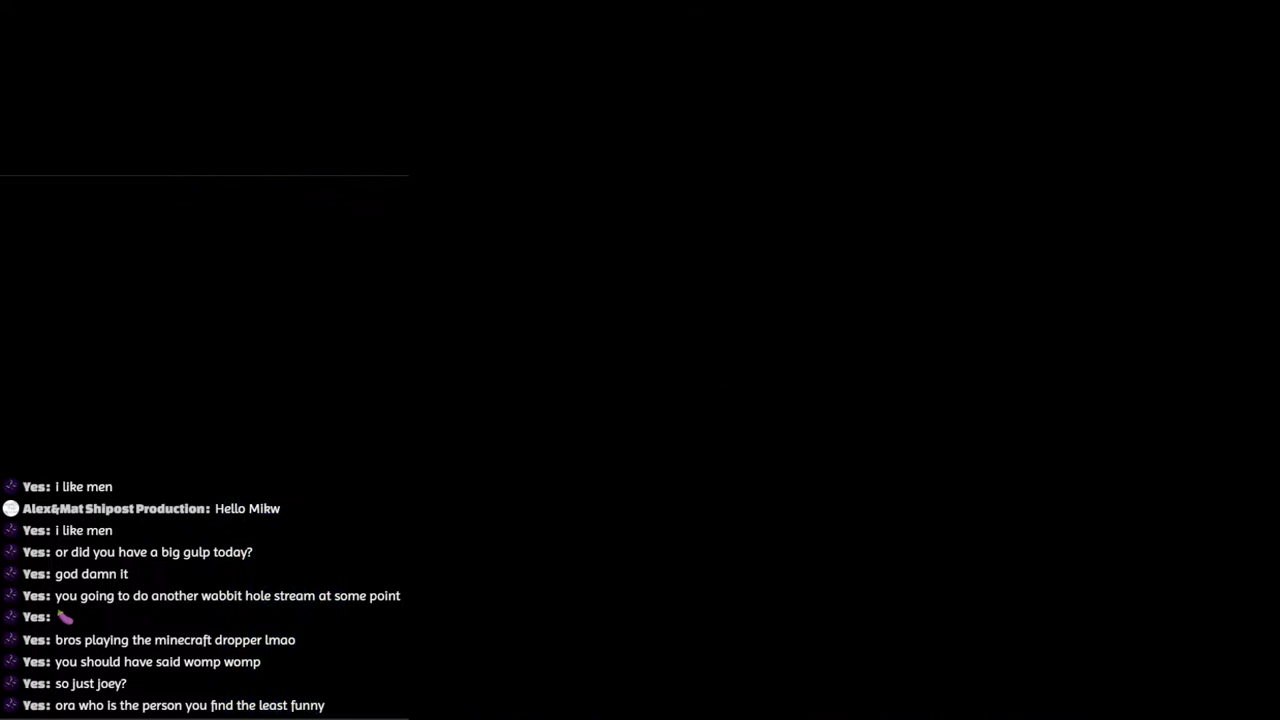 Yes: i like men
Alex&Mat Shipost Production: Hello Mikw
Yes: i like men
Yes: or did you have a big gulp today?
Yes: god damn it
Yes: you going to do another wabbit hole stream at some point
Yes: 🍆
Yes: bros playing the minecraft dropper lmao
Yes: you should have said womp womp
Yes: so just joey?
Yes: ora who is the person you find the least funny